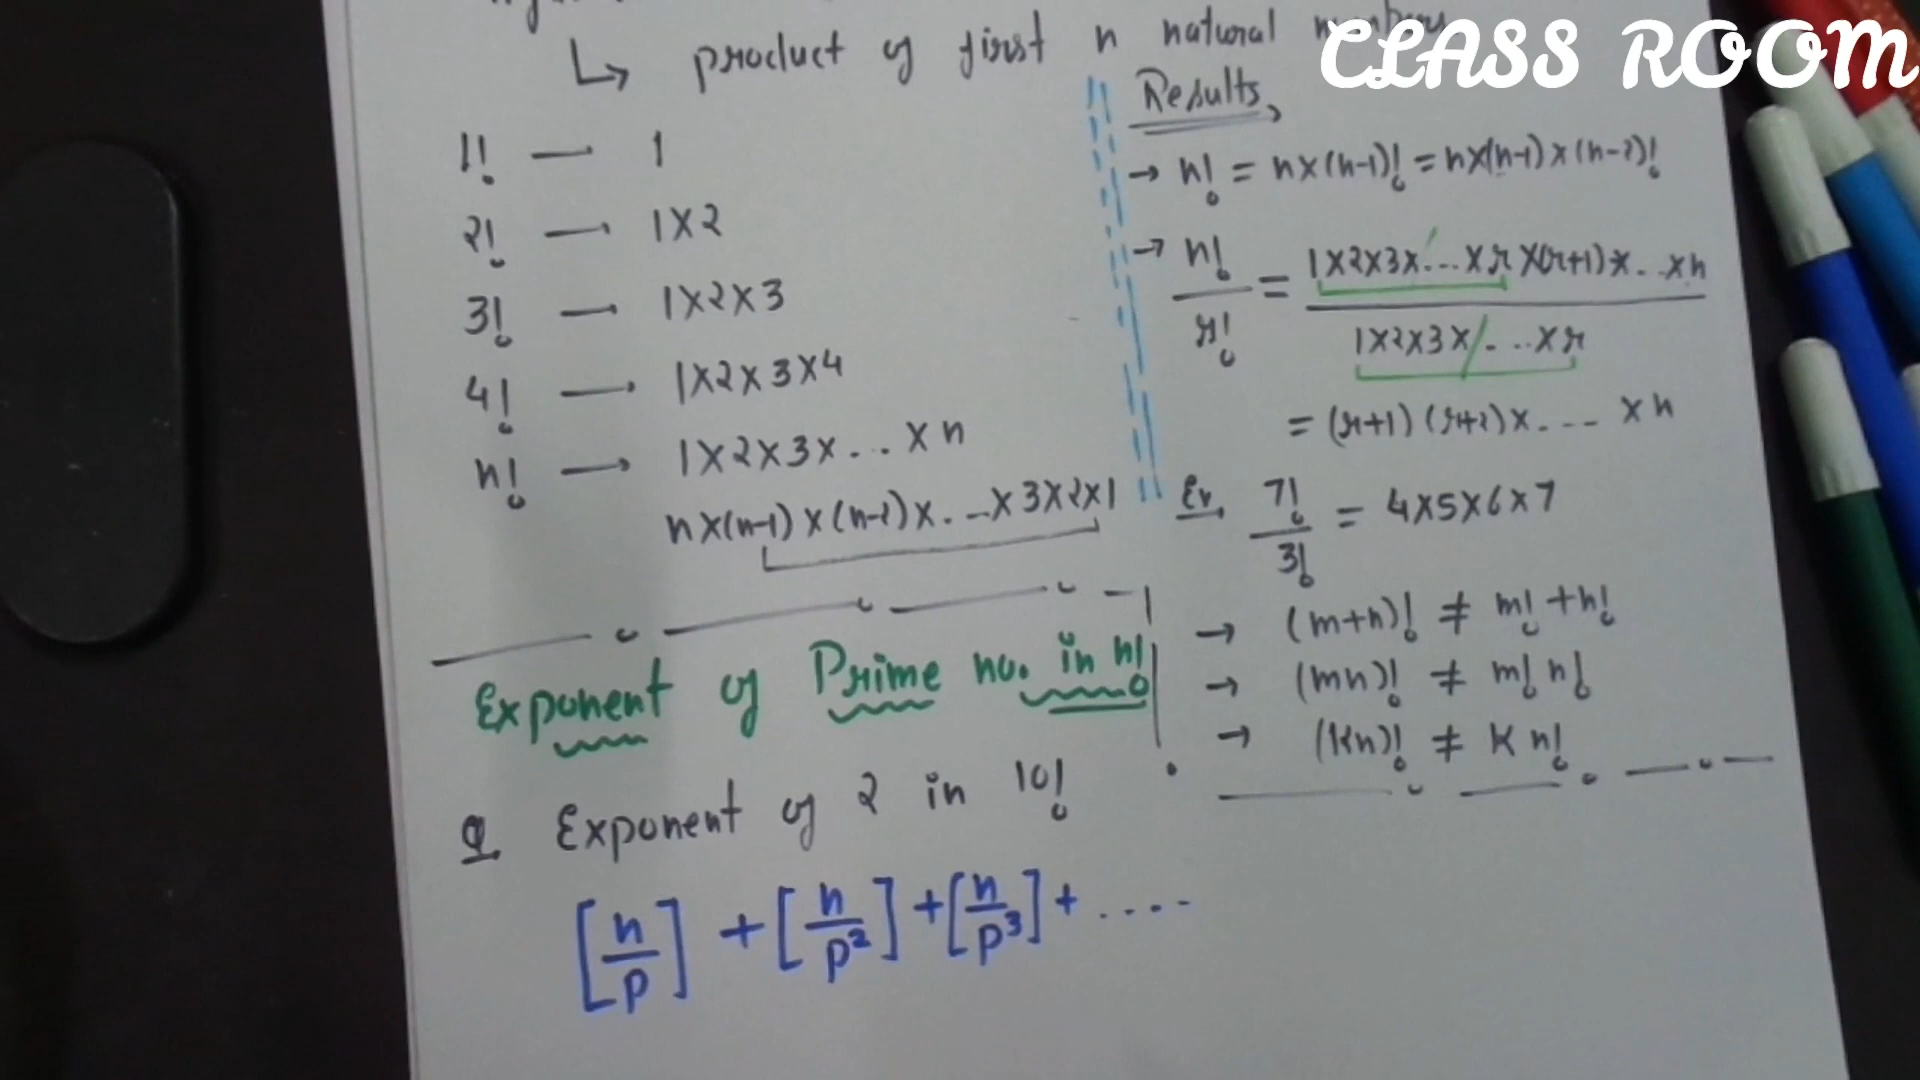 CLASS ROOM
↳ product of first n natural numbers
1! — 1
2! — 1×2
3! — 1×2×3
4! — 1×2×3×4
n! — 1×2×3×...×n
n×(n-1)×(n-2)×...×3×2×1
Results,
→ n! = n×(n-1)! = n×(n-1)×(n-2)!
→ n!/r! = 1×2×3×...×r×(r+1)×...×n / 1×2×3×...×r
= (r+1)(r+2)×....×n
Ex. 7!/3! = 4×5×6×7
→ (m+n)! ≠ m!+n!
→ (mn)! ≠ m! n!
→ (kn)! ≠ k n!
Exponent of Prime no. in n!
Q Exponent of 2 in 10!
[n/p] + [n/p²] + [n/p³] + ....